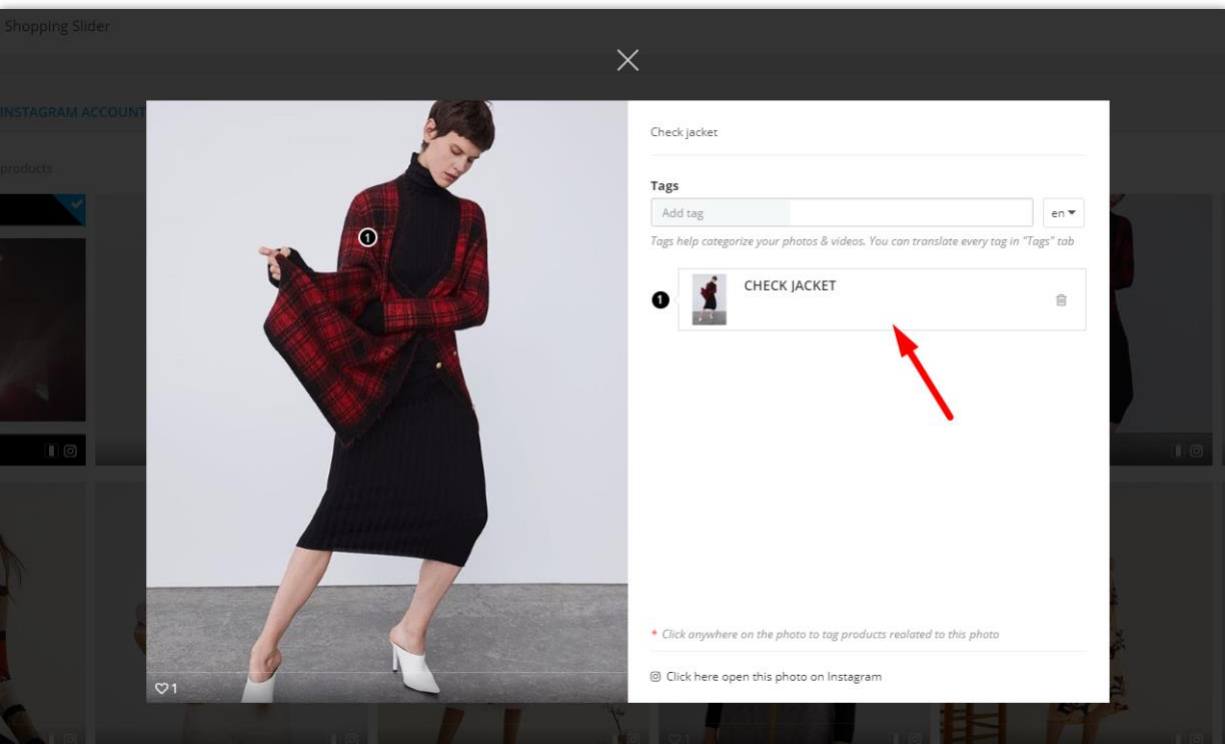 Shopping Slider
INSTAGRAM ACCOUNT
products
Check jacket
Tags
Add tag
en
Tags help categorize your photos & videos. You can translate every tag in "Tags" tab
1
1
CHECK JACKET
* Click anywhere on the photo to tag products reolated to this photo
Click here open this photo on Instagram
1
1